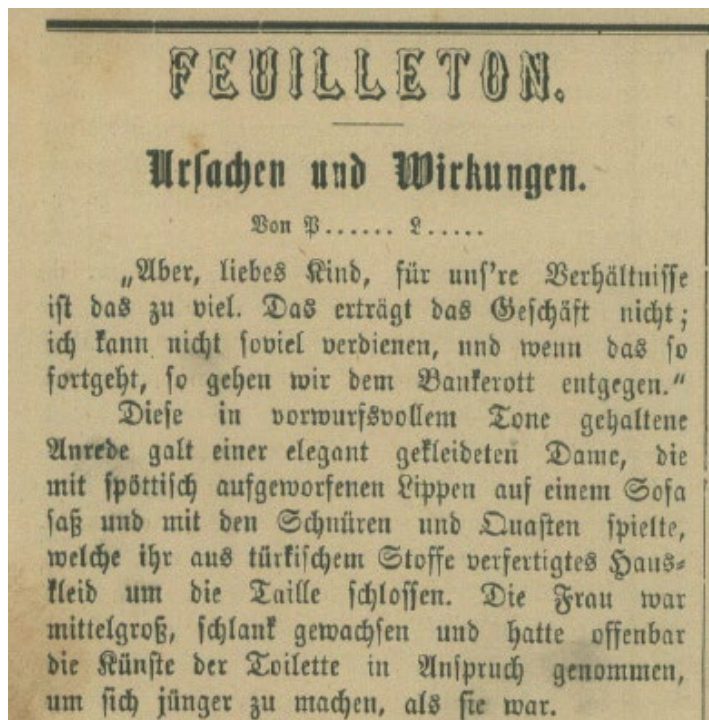 FEUILLETON.
Ursachen und Wirkungen.
Von P...... L.....
„Aber, liebes Kind, für uns're Verhältnisse
ist das zu viel. Das erträgt das Geschäft nicht;
ich kann nicht soviel verdienen, und wenn das so
fortgeht, so gehen wir dem Bankerott entgegen.“
Diese in vorwurfsvollem Tone gehaltene
Anrede galt einer elegant gekleideten Dame, die
mit spöttisch aufgeworfenen Lippen auf einem Sofa
saß und mit den Schnüren und Quasten spielte,
welche ihr aus türkischem Stoffe verfertigtes Haus-
kleid um die Taille schlossen. Die Frau war
mittelgroß, schlank gewachsen und hatte offenbar
die Künste der Toilette in Anspruch genommen,
um sich jünger zu machen, als sie war.